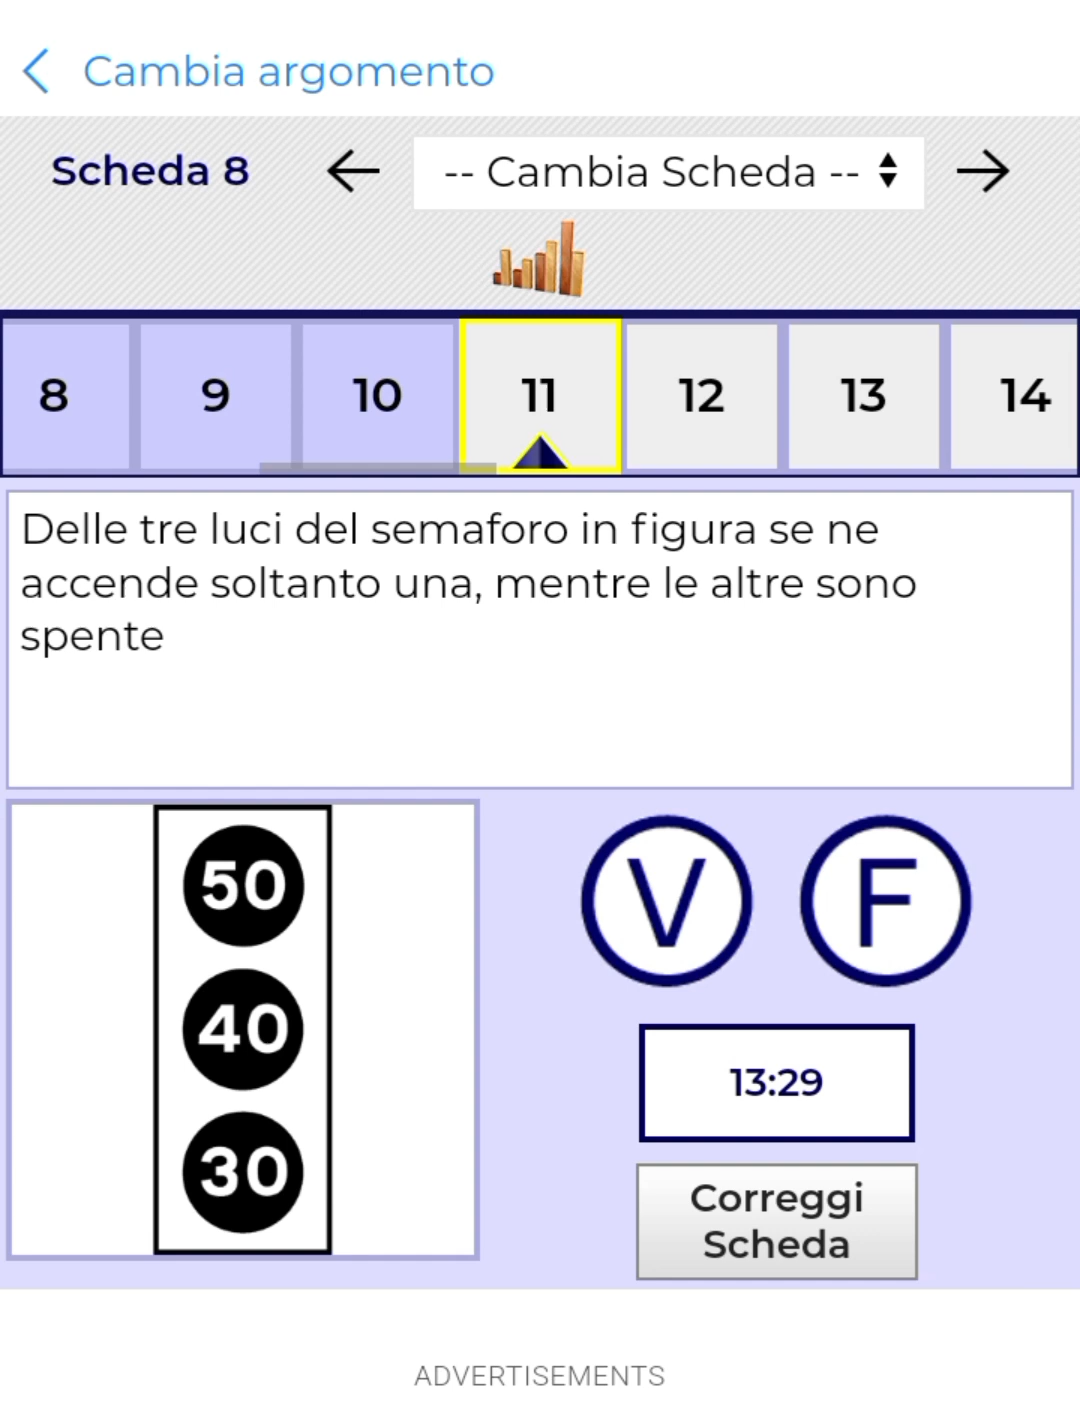 Cambia argomento
Scheda 8
-- Cambia Scheda --
8 9 10 11 12 13 14
Delle tre luci del semaforo in figura se ne
accende soltanto una, mentre le altre sono
spente
50
40
30
V F
13:29
Correggi
Scheda
ADVERTISEMENTS